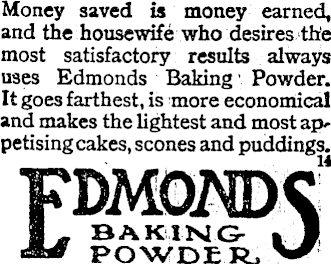 Money saved is money earned,
and the housewife who desires the
most satisfactory results always
uses Edmonds Baking Powder.
It goes farthest, is more economical
and makes the lightest and most ap-
petising cakes, scones and puddings.
14
EDMONDS
BAKING
POWDER